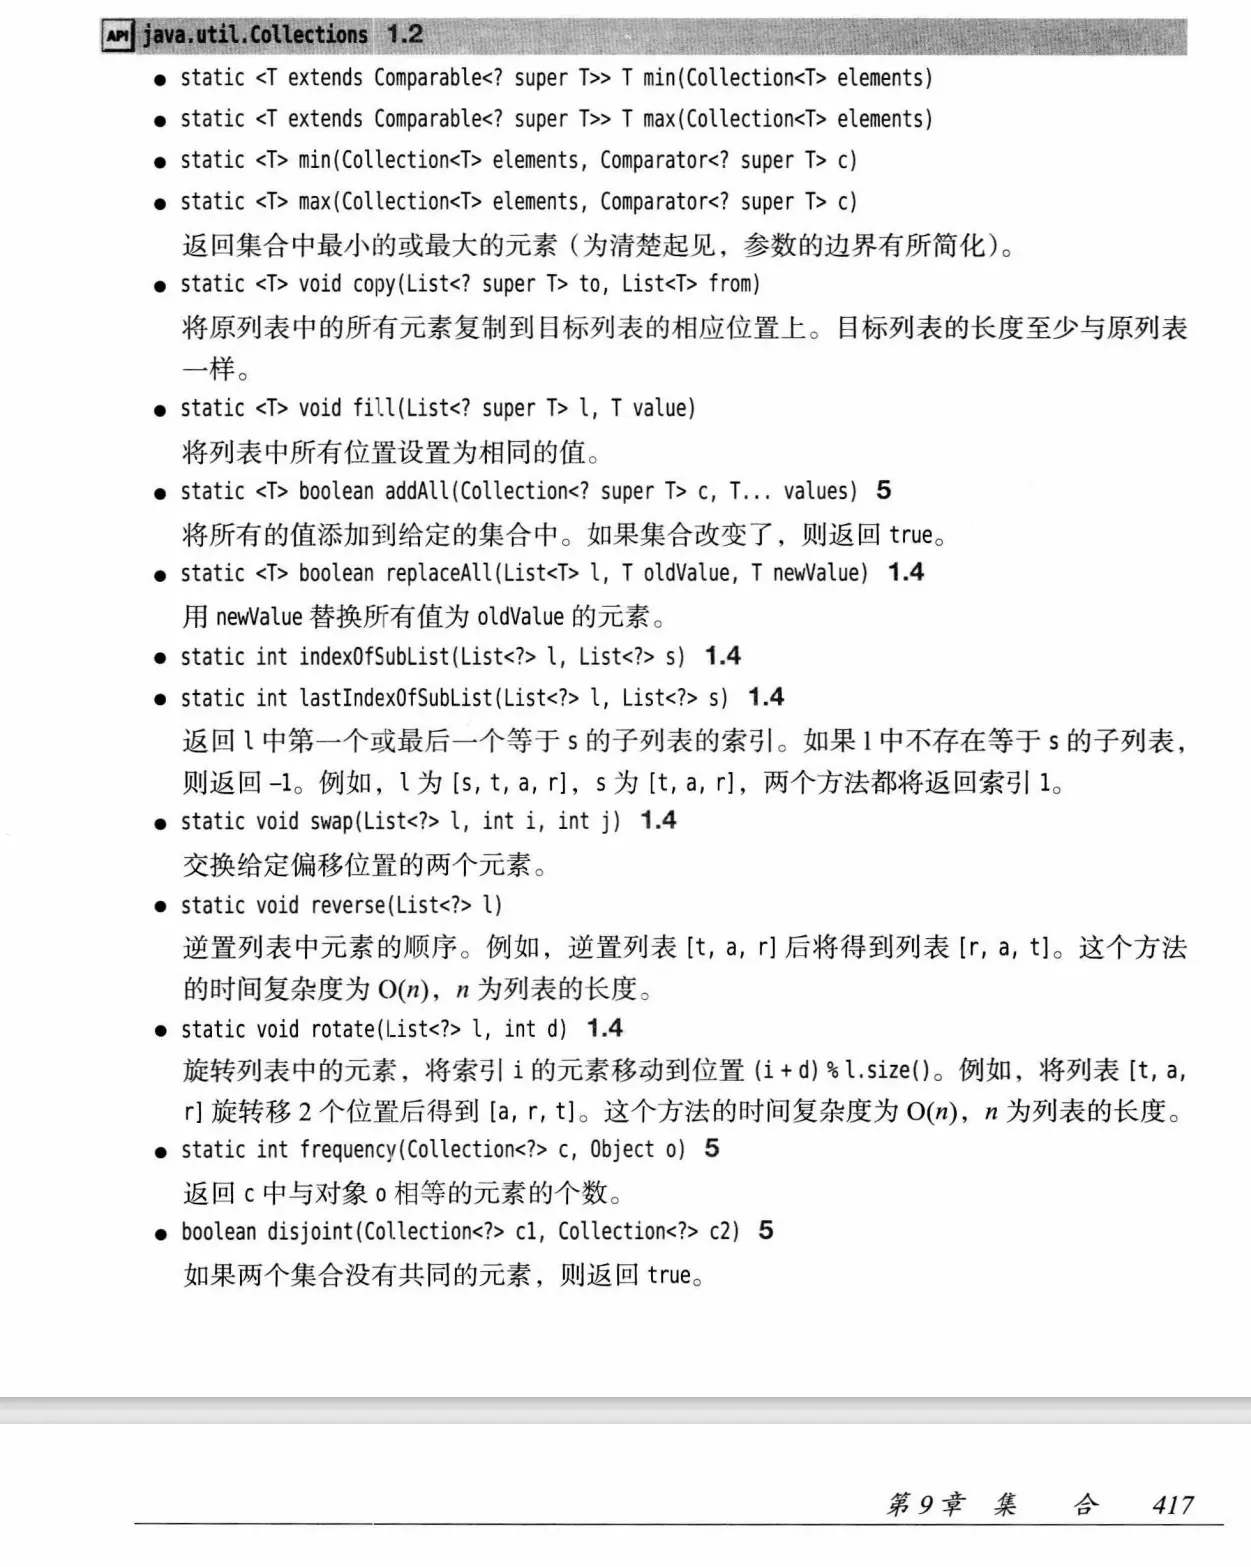 API java.util.Collections 1.2
● static <T extends Comparable<? super T>> T min(Collection<T> elements)
● static <T extends Comparable<? super T>> T max(Collection<T> elements)
● static <T> min(Collection<T> elements, Comparator<? super T> c)
● static <T> max(Collection<T> elements, Comparator<? super T> c)
返回集合中最小的或最大的元素（为清楚起见，参数的边界有所简化）。
● static <T> void copy(List<? super T> to, List<T> from)
将原列表中的所有元素复制到目标列表的相应位置上。目标列表的长度至少与原列表
一样。
● static <T> void fill(List<? super T> l, T value)
将列表中所有位置设置为相同的值。
● static <T> boolean addAll(Collection<? super T> c, T... values) 5
将所有的值添加到给定的集合中。如果集合改变了，则返回 true。
● static <T> boolean replaceAll(List<T> l, T oldValue, T newValue) 1.4
用 newValue 替换所有值为 oldValue 的元素。
● static int indexOfSubList(List<?> l, List<?> s) 1.4
● static int lastIndexOfSubList(List<?> l, List<?> s) 1.4
返回 l 中第一个或最后一个等于 s 的子列表的索引。如果 l 中不存在等于 s 的子列表，
则返回 –1。例如，l 为 [s, t, a, r]，s 为 [t, a, r]，两个方法都将返回索引 1。
● static void swap(List<?> l, int i, int j) 1.4
交换给定偏移位置的两个元素。
● static void reverse(List<?> l)
逆置列表中元素的顺序。例如，逆置列表 [t, a, r] 后将得到列表 [r, a, t]。这个方法
的时间复杂度为 O(n)，n 为列表的长度。
● static void rotate(List<?> l, int d) 1.4
旋转列表中的元素，将索引 i 的元素移动到位置 (i + d) % l.size()。例如，将列表 [t, a,
r] 旋转移 2 个位置后得到 [a, r, t]。这个方法的时间复杂度为 O(n)，n 为列表的长度。
● static int frequency(Collection<?> c, Object o) 5
返回 c 中与对象 o 相等的元素的个数。
● boolean disjoint(Collection<?> c1, Collection<?> c2) 5
如果两个集合没有共同的元素，则返回 true。
第 9 章 集 合 417